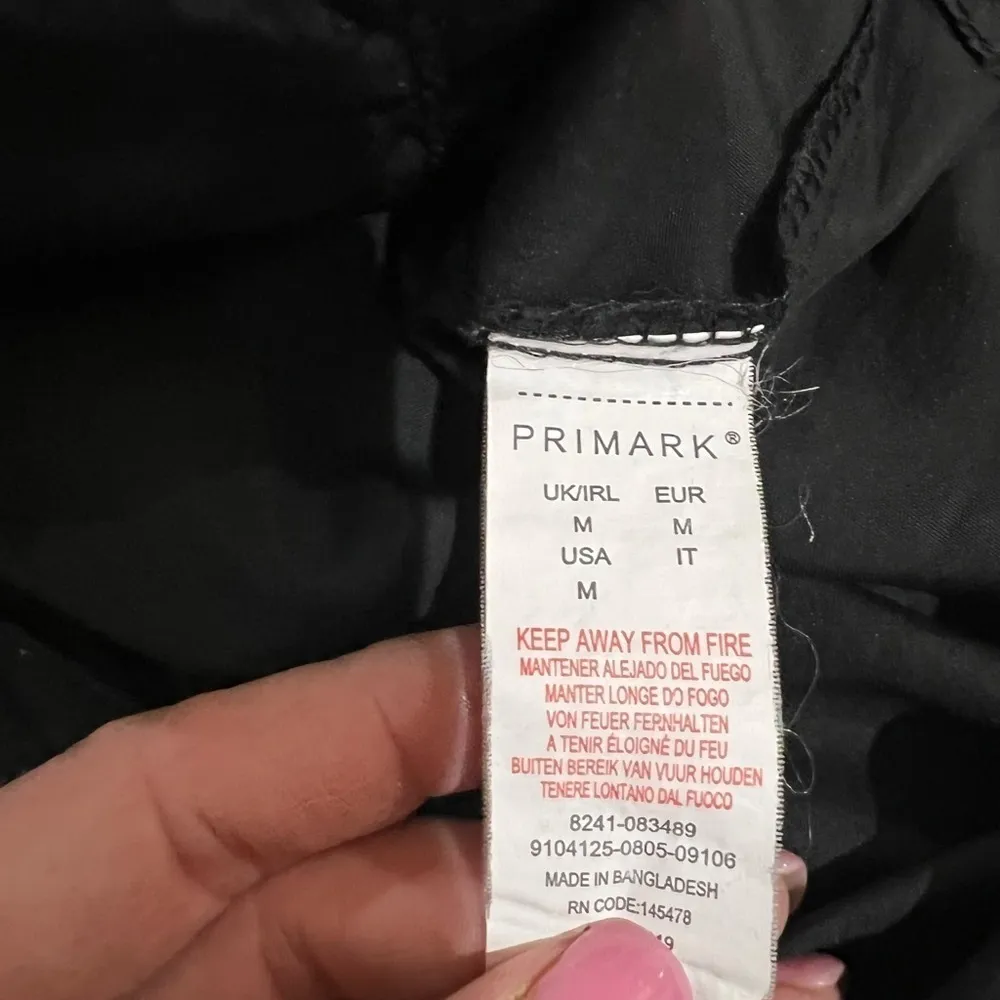 PRIMARK®
UK/IRL EUR
M M
USA IT
M
KEEP AWAY FROM FIRE
MANTENER ALEJADO DEL FUEGO
MANTER LONGE DO FOGO
VON FEUER FERNHALTEN
A TENIR ÉLOIGNÉ DU FEU
BUITEN BEREIK VAN VUUR HOUDEN
TENERE LONTANO DAL FUOCO
8241-083489
9104125-0805-09106
MADE IN BANGLADESH
RN CODE:145478